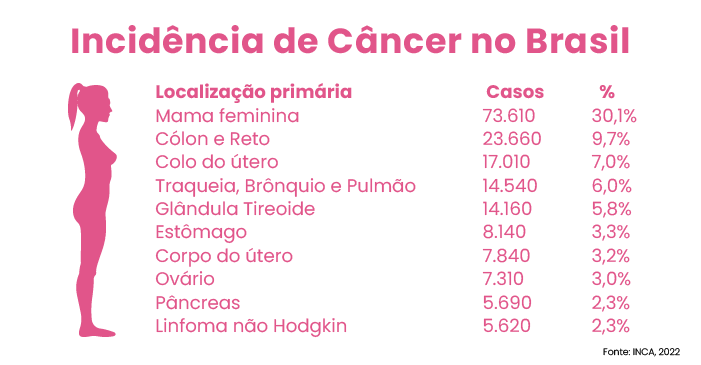 Incidência de Câncer no Brasil
Localização primária Casos %
Mama feminina 73.610 30,1%
Cólon e Reto 23.660 9,7%
Colo do útero 17.010 7,0%
Traqueia, Brônquio e Pulmão 14.540 6,0%
Glândula Tireoide 14.160 5,8%
Estômago 8.140 3,3%
Corpo do útero 7.840 3,2%
Ovário 7.310 3,0%
Pâncreas 5.690 2,3%
Linfoma não Hodgkin 5.620 2,3%
Fonte: INCA, 2022